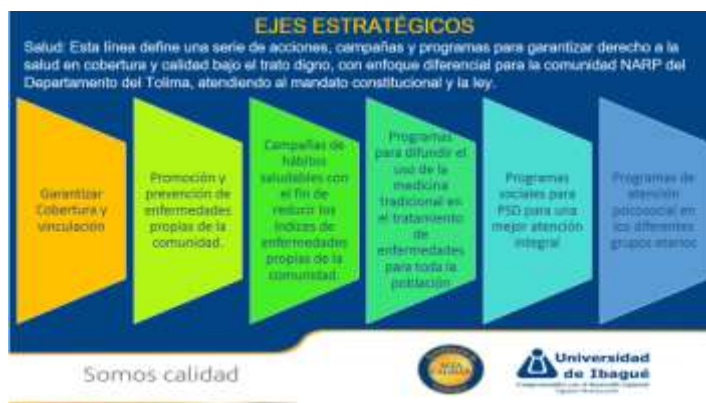 EJES ESTRATÉGICOS
Salud: Esta línea define una serie de acciones, campañas y programas para garantizar derecho a la
salud en cobertura y calidad bajo el trato digno, con enfoque diferencial para la comunidad NARP del
Departamento del Tolima, atendiendo al mandato constitucional y la ley.
Garantizar
Cobertura y
vinculación
Promoción y
prevención de
enfermedades
propias de la
comunidad.
Campañas de
hábitos
saludables con
el fin de
reducir los
índices de
enfermedades
propias de la
comunidad.
Programas
para difundir el
uso de la
medicina
tradicional en
el tratamiento
de
enfermedades
para toda la
población
Programas
sociales para
PSD para una
mejor atención
integral
Programas de
atención
psicosocial en
los diferentes
grupos etarios
Somos calidad
Universidad
de Ibagué